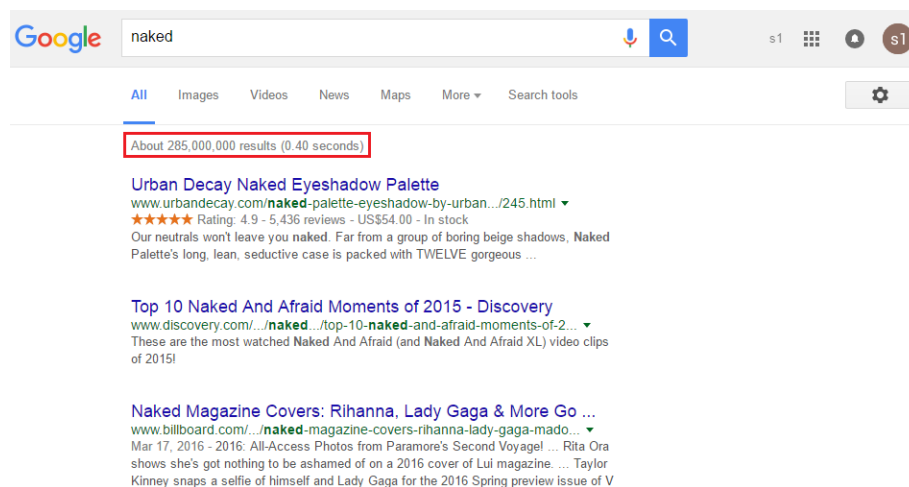 Google naked s1 s1
All Images Videos News Maps More Search tools
About 285,000,000 results (0.40 seconds)
Urban Decay Naked Eyeshadow Palette
www.urbandecay.com/naked-palette-eyeshadow-by-urban.../245.html
Rating: 4.9 - 5,436 reviews - US$54.00 - In stock
Our neutrals won't leave you naked. Far from a group of boring beige shadows, Naked
Palette's long, lean, seductive case is packed with TWELVE gorgeous ...
Top 10 Naked And Afraid Moments of 2015 - Discovery
www.discovery.com/.../naked.../top-10-naked-and-afraid-moments-of-2...
These are the most watched Naked And Afraid (and Naked And Afraid XL) video clips
of 2015!
Naked Magazine Covers: Rihanna, Lady Gaga & More Go ...
www.billboard.com/.../naked-magazine-covers-rihanna-lady-gaga-mado...
Mar 17, 2016 - 2016: All-Access Photos from Paramore's Second Voyage! ... Rita Ora
shows she's got nothing to be ashamed of on a 2016 cover of Lui magazine. ... Taylor
Kinney snaps a selfie of himself and Lady Gaga for the 2016 Spring preview issue of V